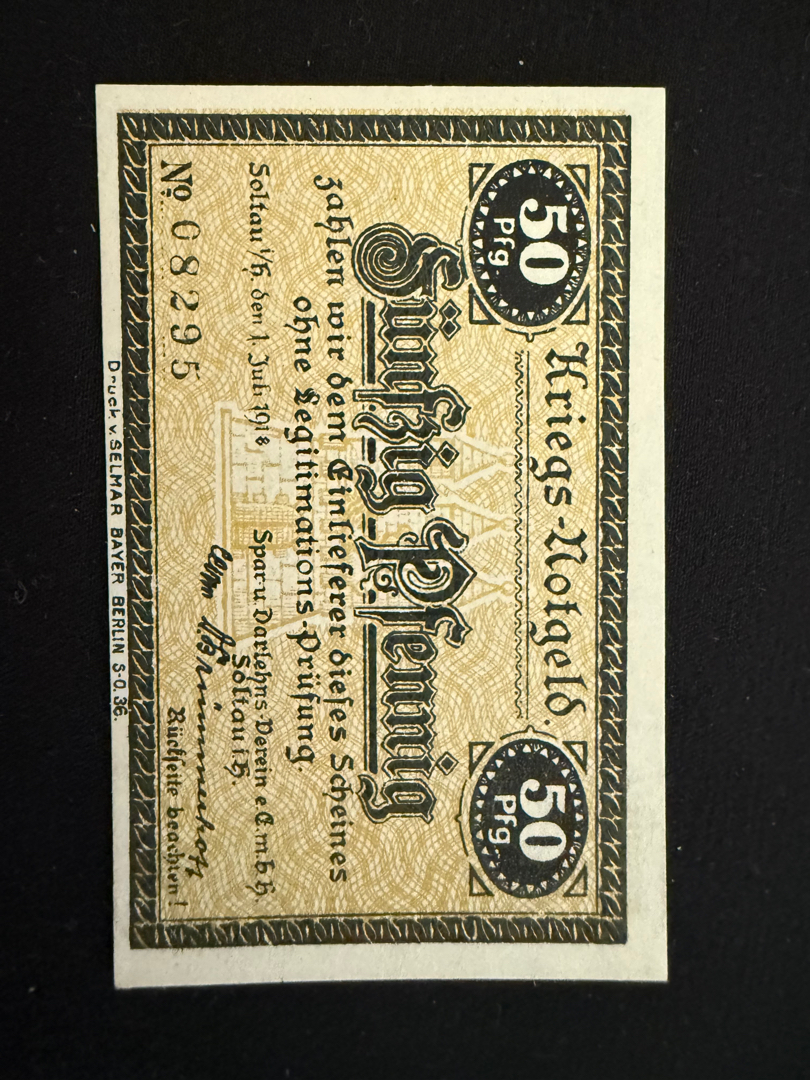 Kriegs-Notgeld.
50
Pfg.
50
Pfg.
Fünfzig Pfennig
zahlen wir dem Einlieferer dieses Scheines
ohne Legitimations-Prüfung.
Soltau i/H. den 1. Juli 1918
Spar u. Darlehns-Verein e.G.m.b.H.
Soltau i H.
No 08295
Rückseite beachten!
Druck v. SELMAR BAYER BERLIN S-O. 36.